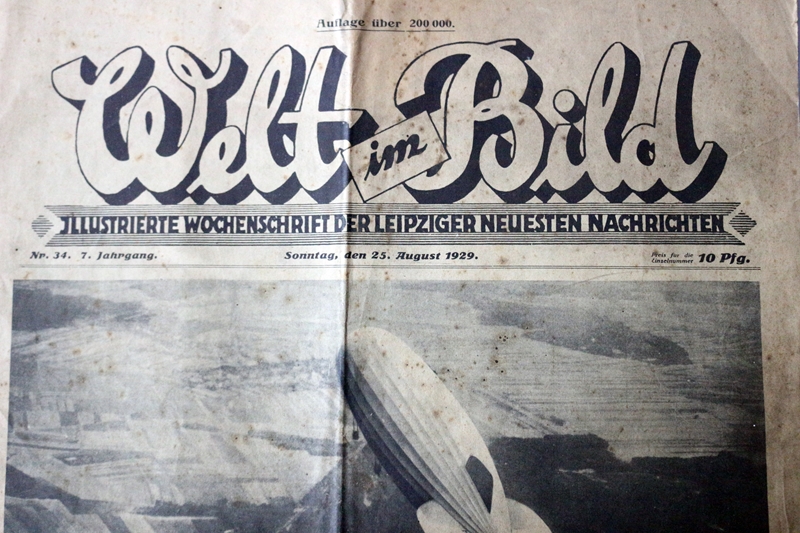 Auflage über 200 000.
Welt im Bild
ILLUSTRIERTE WOCHENSCHRIFT DER LEIPZIGER NEUESTEN NACHRICHTEN
Nr. 34. 7. Jahrgang. Sonntag, den 25. August 1929. Preis für die Einzelnummer 10 Pfg.